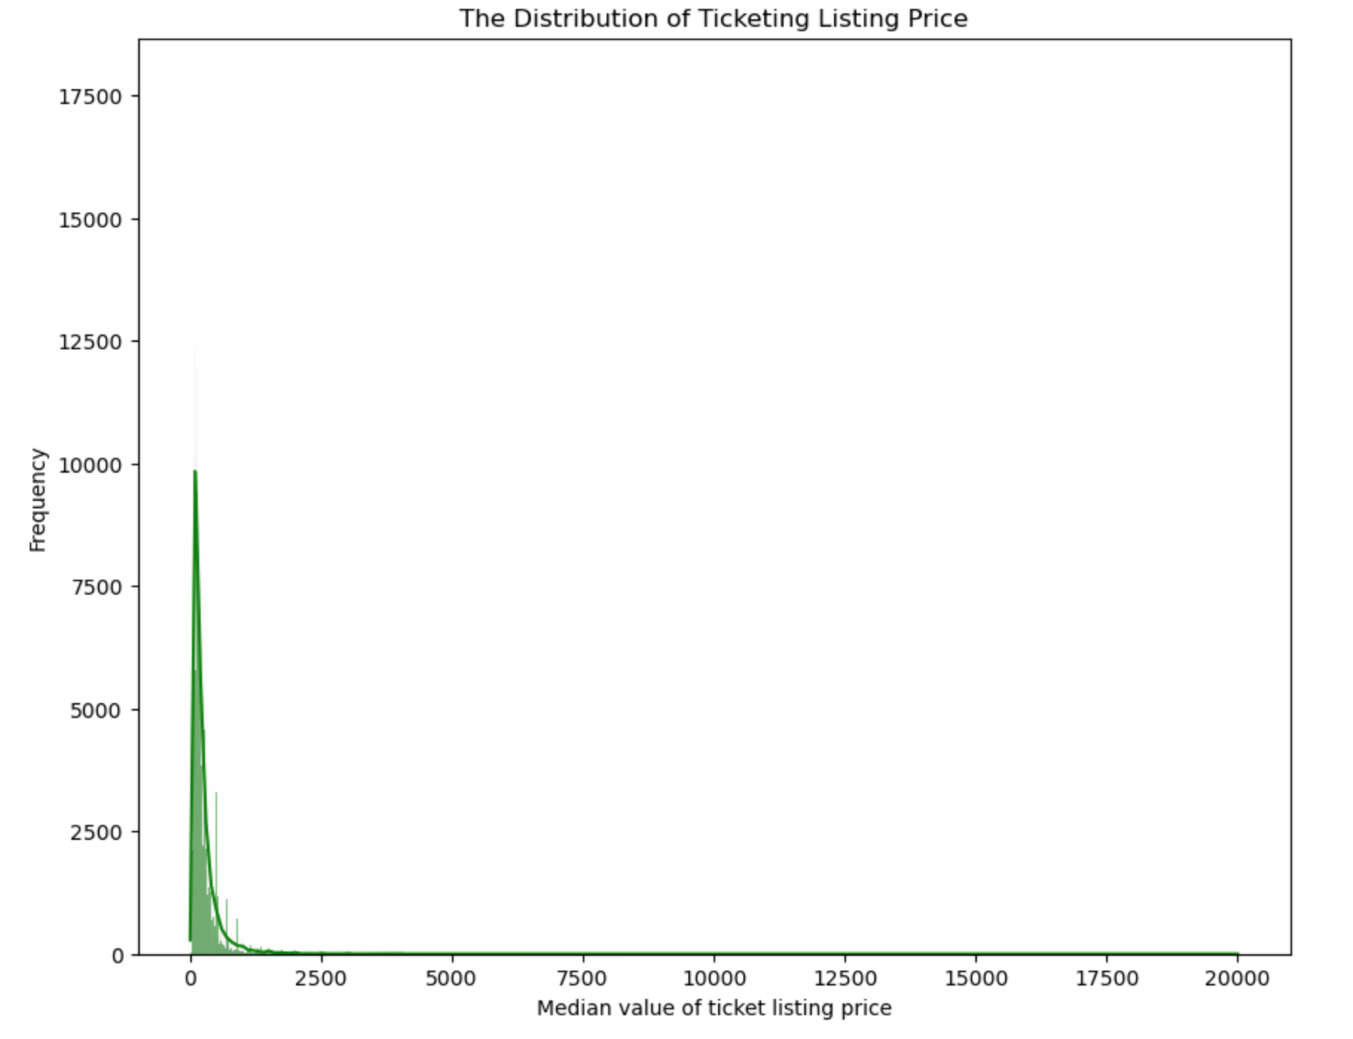 The Distribution of Ticketing Listing Price
17500
15000
12500
10000
7500
5000
2500
0
Frequency
0 2500 5000 7500 10000 12500 15000 17500 20000
Median value of ticket listing price